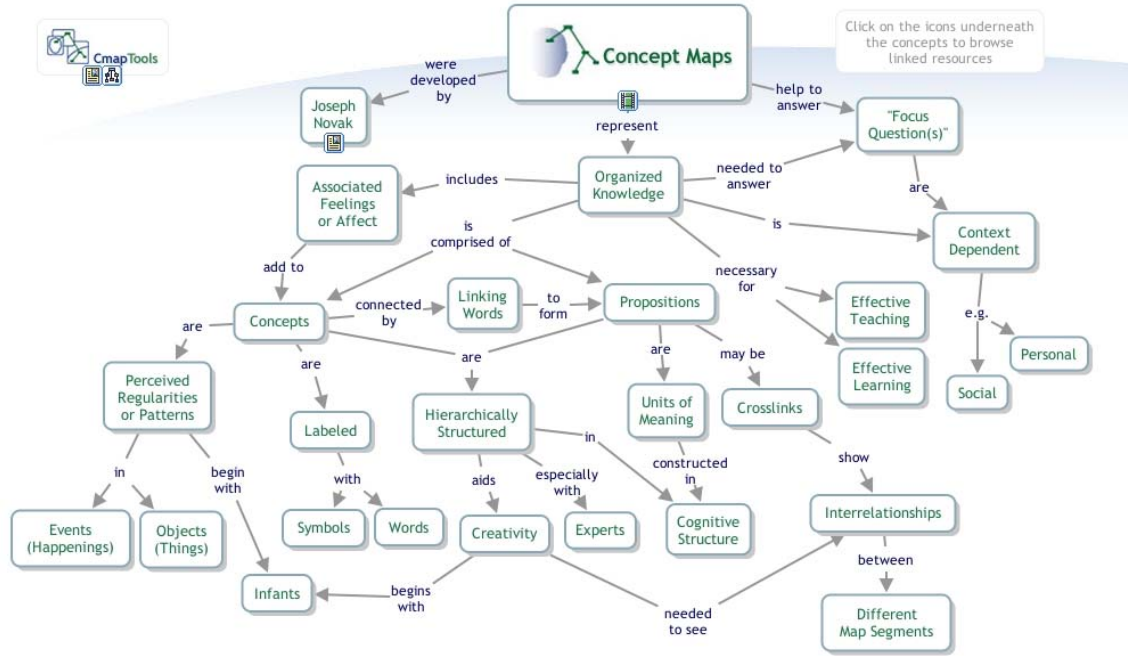 CmapTools
Concept Maps
Click on the icons underneath
the concepts to browse
linked resources
were
developed
by
help to
answer
Joseph
Novak
represent
"Focus
Question(s)"
Associated
Feelings
or Affect
includes
Organized
Knowledge
needed to
answer
are
is
comprised of
is
Context
Dependent
add to
necessary
for
Concepts
connected
by
Linking
Words
to
form
Propositions
Effective
Teaching
e.g.
Personal
are
are
are
are
may be
Effective
Learning
Social
Perceived
Regularities
or Patterns
Labeled
Hierarchically
Structured
Units of
Meaning
Crosslinks
in
begin
with
with
aids
especially
with
in
constructed
in
show
Events
(Happenings)
Objects
(Things)
Symbols
Words
Creativity
Experts
Cognitive
Structure
Interrelationships
Infants
begins
with
needed
to see
between
Different
Map Segments